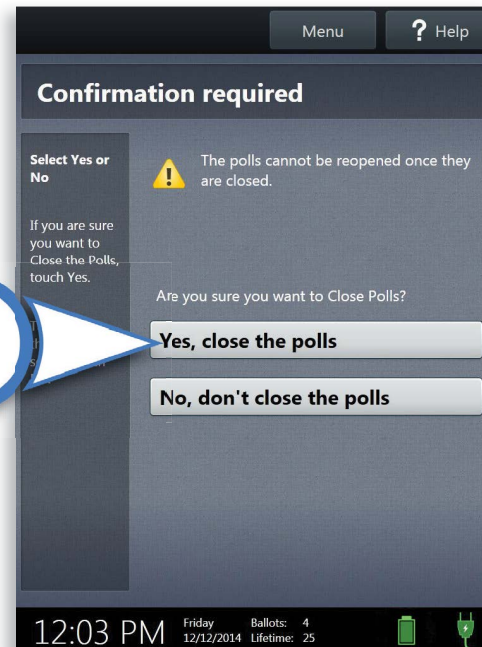 Menu
? Help
Confirmation required
Select Yes or
No
If you are sure
you want to
Close the Polls,
touch Yes.
The polls cannot be reopened once they
are closed.
Are you sure you want to Close Polls?
Yes, close the polls
No, don't close the polls
12:03 PM
Friday
12/12/2014
Ballots: 4
Lifetime: 25